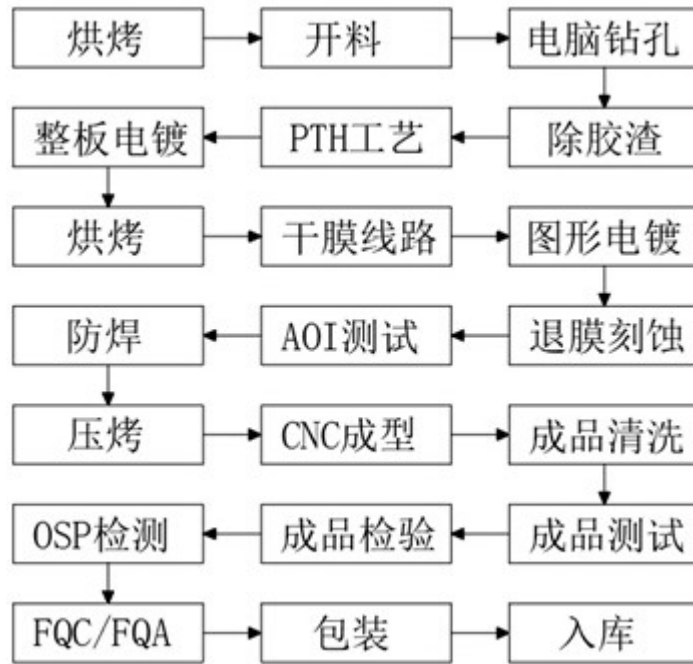 烘烤 开料 电脑钻孔
整板电镀 PTH工艺 除胶渣
烘烤 干膜线路 图形电镀
防焊 AOI测试 退膜刻蚀
压烤 CNC成型 成品清洗
OSP检测 成品检验 成品测试
FQC/FQA 包装 入库